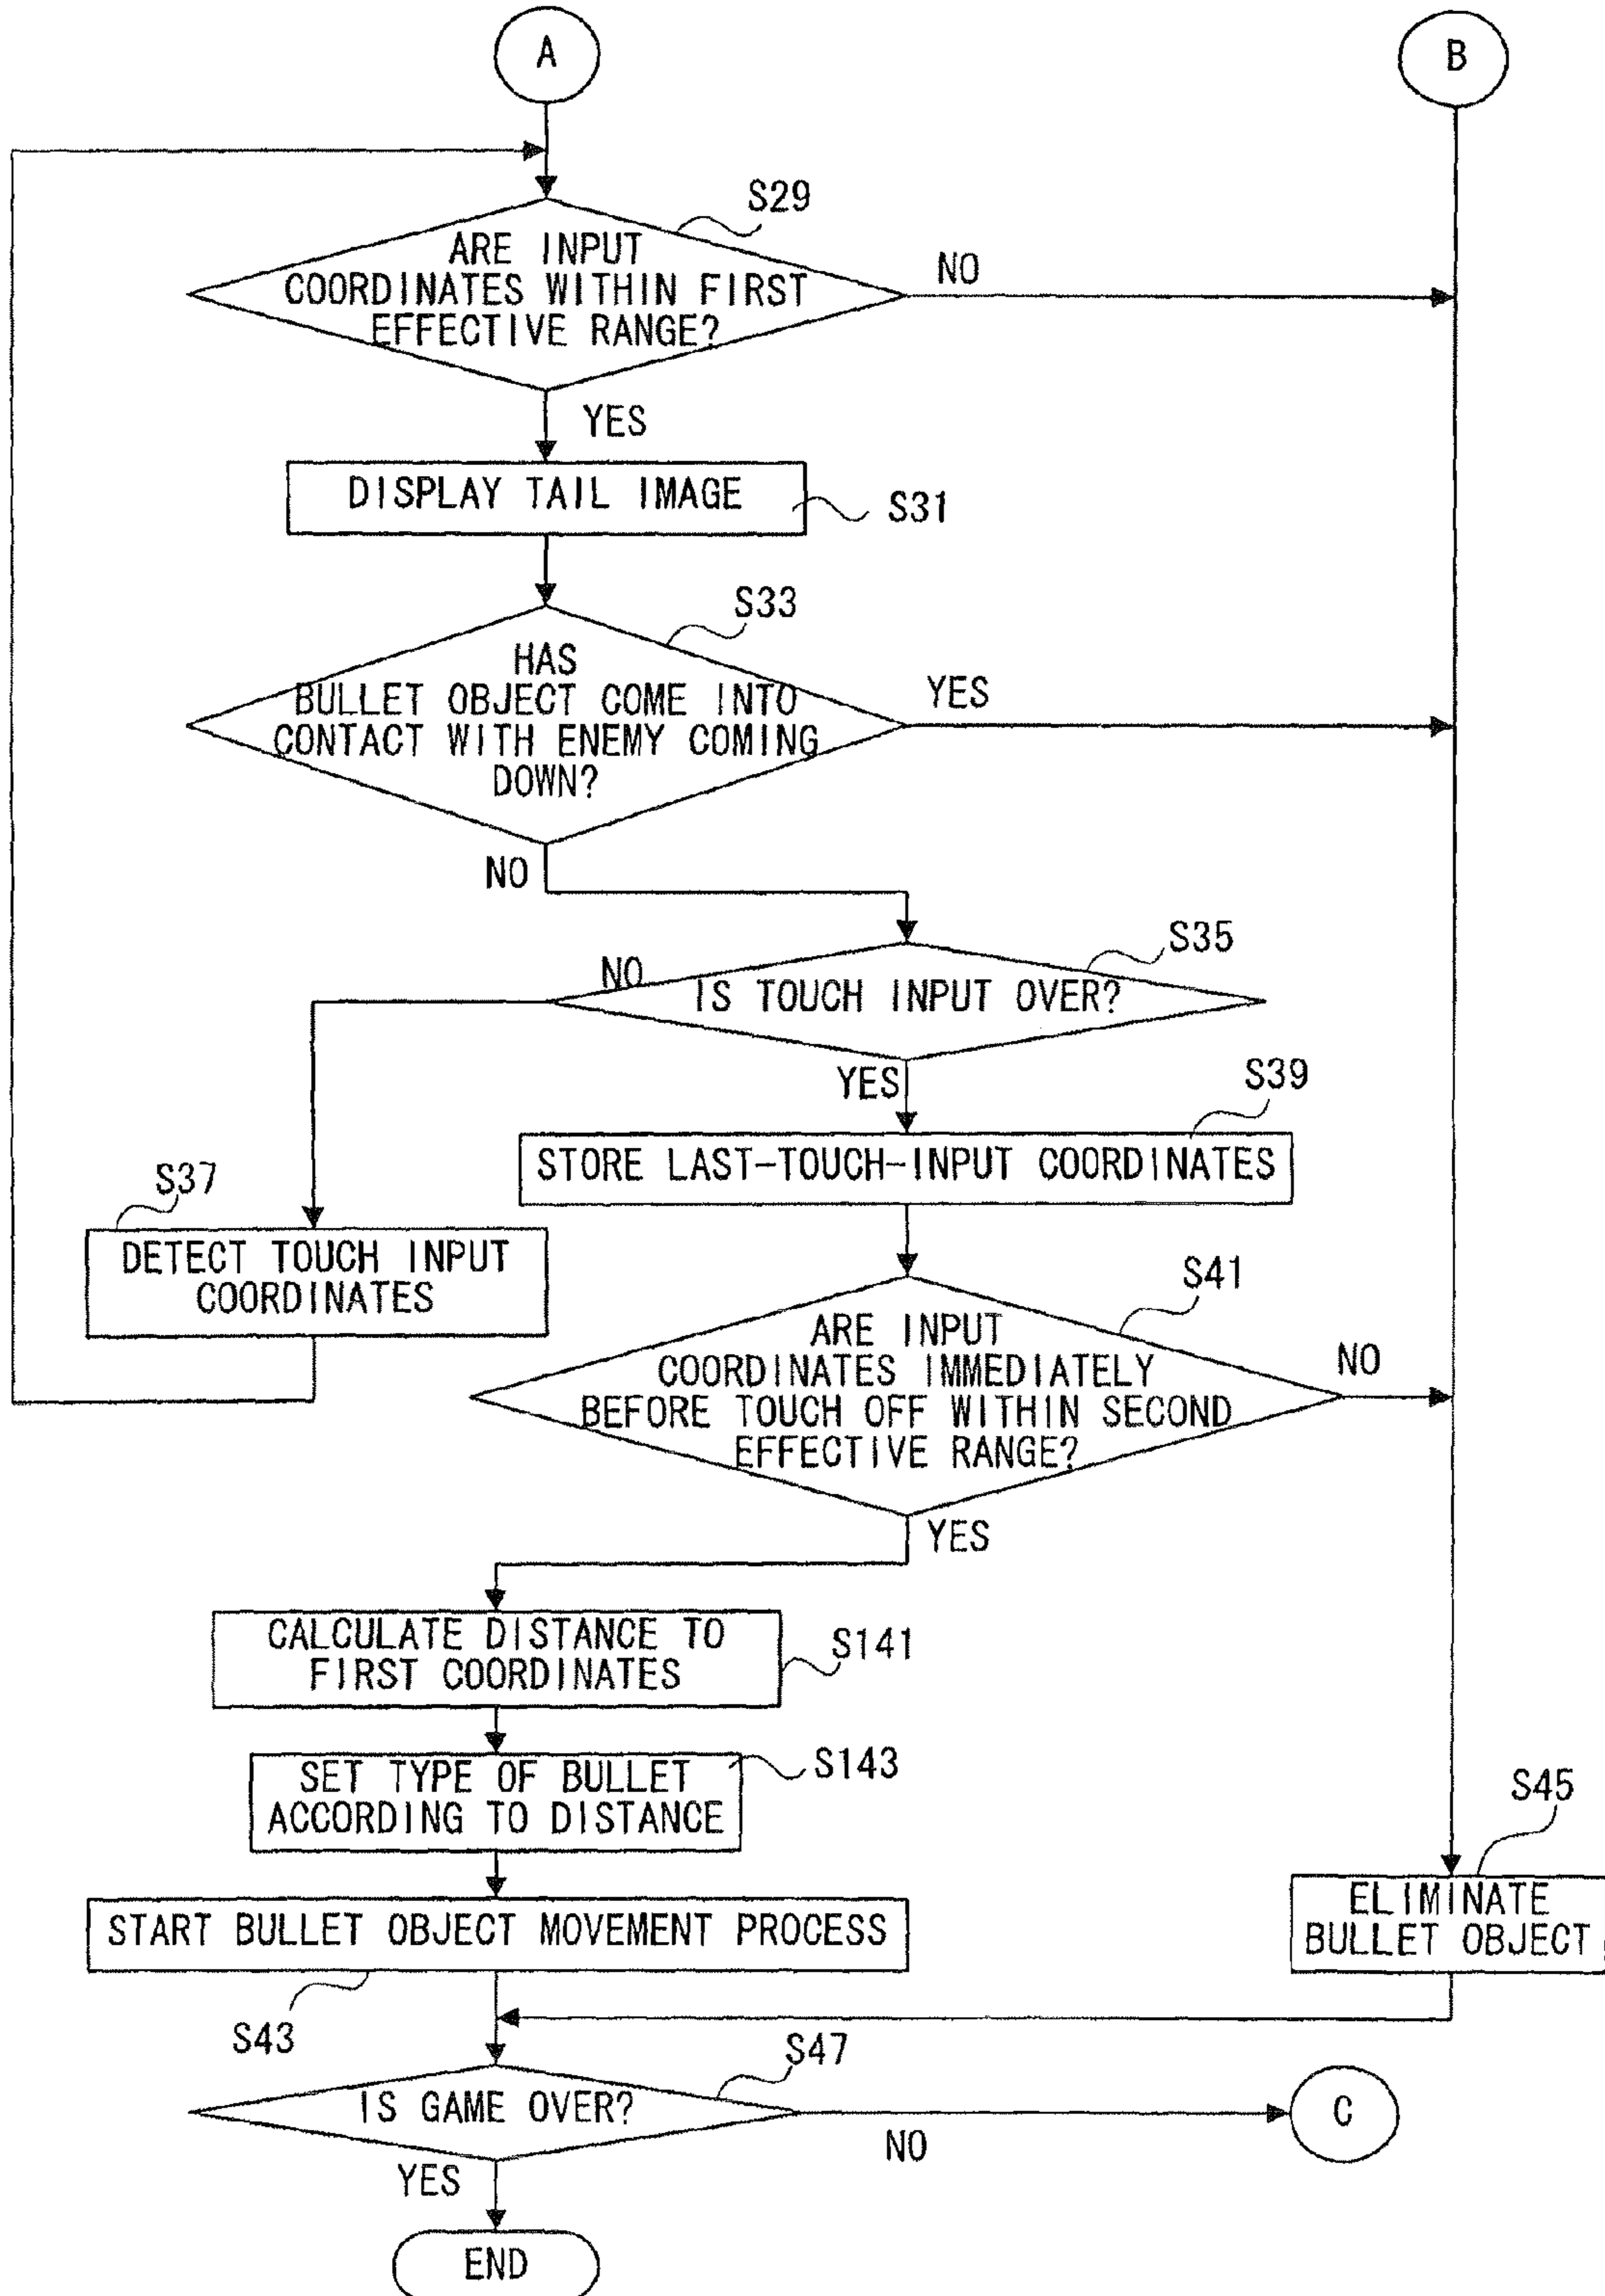 A
B
S29
ARE INPUT
COORDINATES WITHIN FIRST
EFFECTIVE RANGE?
NO
YES
DISPLAY TAIL IMAGE
S31
S33
HAS
BULLET OBJECT COME INTO
CONTACT WITH ENEMY COMING
DOWN?
YES
NO
S35
NO
IS TOUCH INPUT OVER?
YES
S39
STORE LAST-TOUCH-INPUT COORDINATES
S37
DETECT TOUCH INPUT
COORDINATES
S41
ARE INPUT
COORDINATES IMMEDIATELY
BEFORE TOUCH OFF WITHIN SECOND
EFFECTIVE RANGE?
NO
YES
CALCULATE DISTANCE TO
FIRST COORDINATES
S141
SET TYPE OF BULLET
ACCORDING TO DISTANCE
S143
S45
ELIMINATE
BULLET OBJECT
START BULLET OBJECT MOVEMENT PROCESS
S43
S47
IS GAME OVER?
C
NO
YES
END